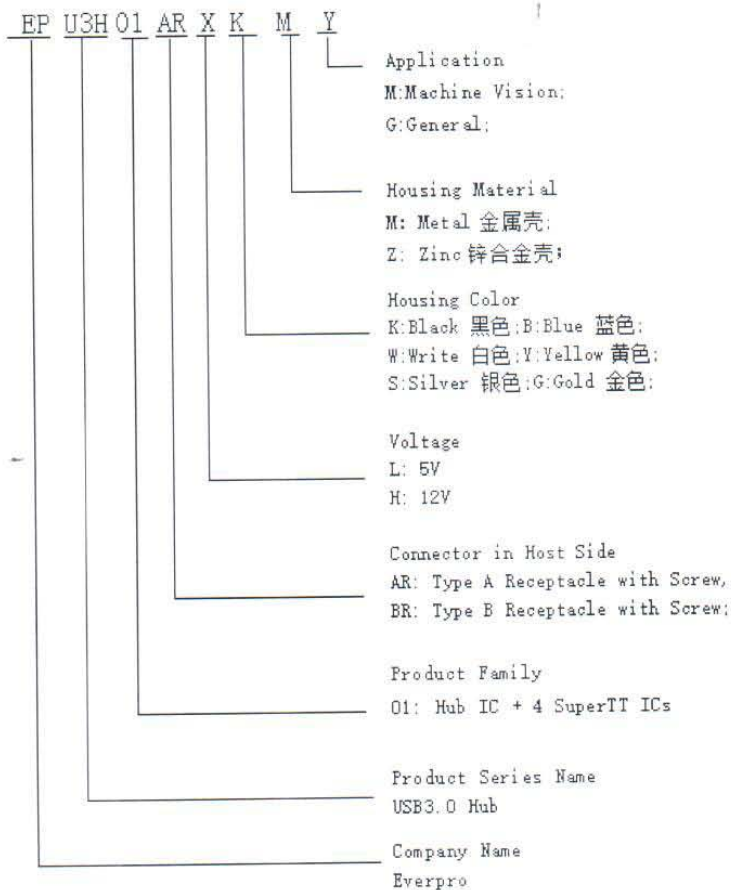 EP U3H 01 AR X K M Y
Application
M:Machine Vision;
G:General;
Housing Material
M: Metal 金属壳;
Z: Zinc 锌合金壳;
Housing Color
K:Black 黑色;B:Blue 蓝色;
W:Write 白色;Y:Yellow 黄色;
S:Silver 银色;G:Gold 金色;
Voltage
L: 5V
H: 12V
Connector in Host Side
AR: Type A Receptacle with Screw,
BR: Type B Receptacle with Screw;
Product Family
01: Hub IC + 4 SuperTT ICs
Product Series Name
USB3.0 Hub
Company Name
Everpro